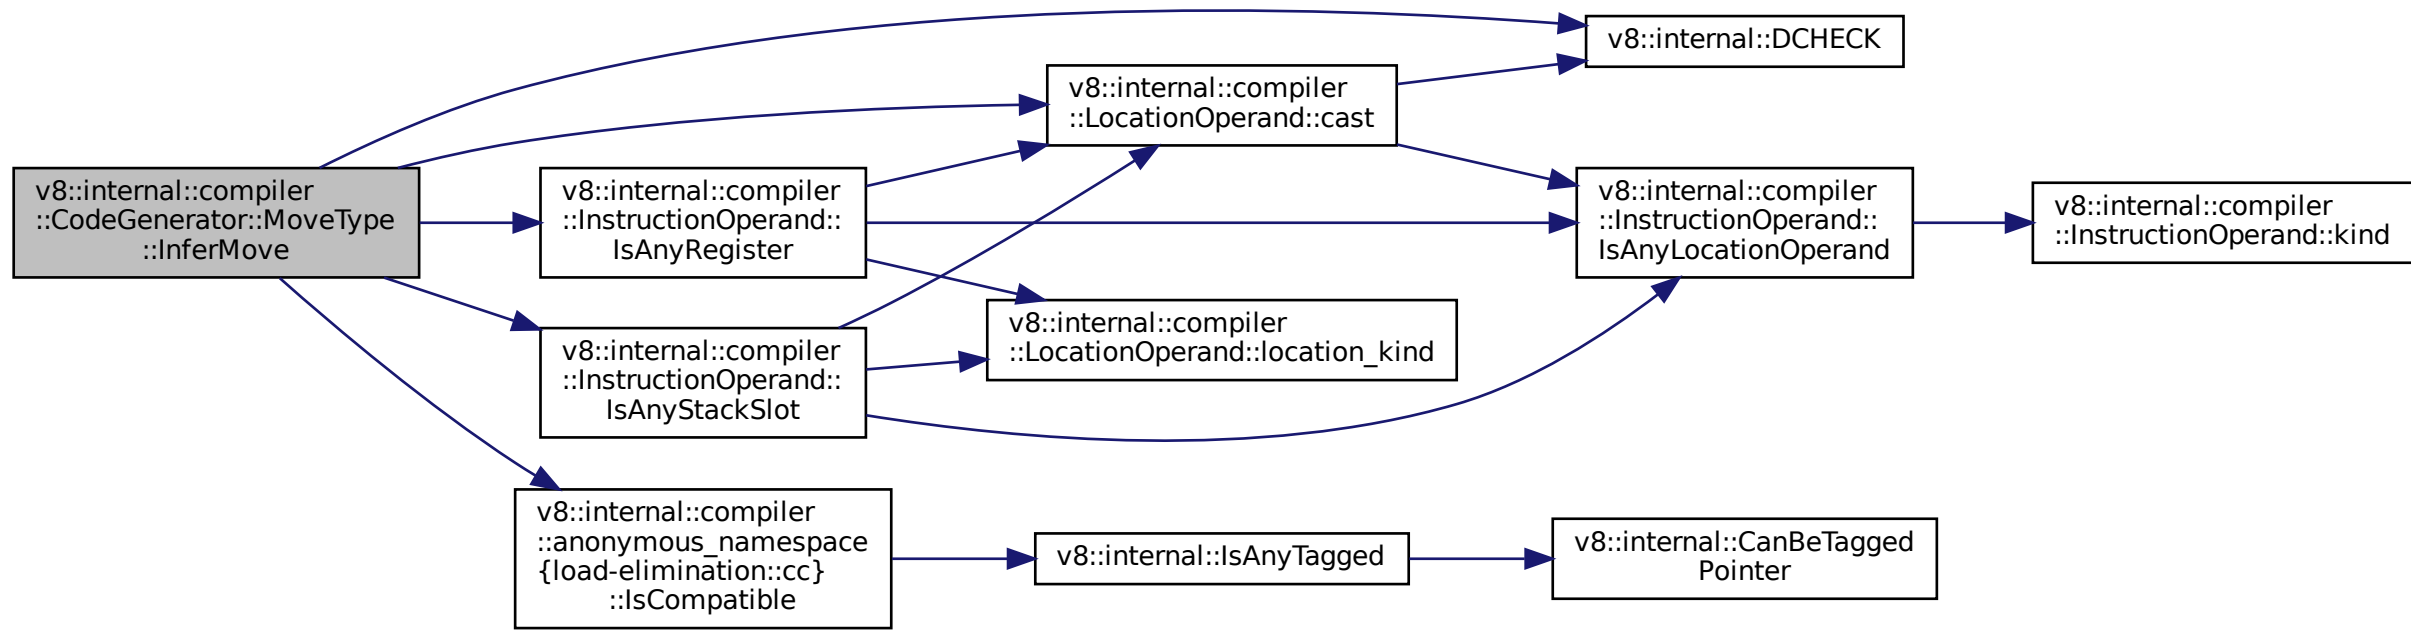 v8::internal::compiler
::CodeGenerator::MoveType
::InferMove
v8::internal::DCHECK
v8::internal::compiler
::LocationOperand::cast
v8::internal::compiler
::InstructionOperand::
IsAnyRegister
v8::internal::compiler
::InstructionOperand::
IsAnyLocationOperand
v8::internal::compiler
::InstructionOperand::kind
v8::internal::compiler
::LocationOperand::location_kind
v8::internal::compiler
::InstructionOperand::
IsAnyStackSlot
v8::internal::compiler
::anonymous_namespace
{load-elimination::cc}
::IsCompatible
v8::internal::IsAnyTagged
v8::internal::CanBeTagged
Pointer